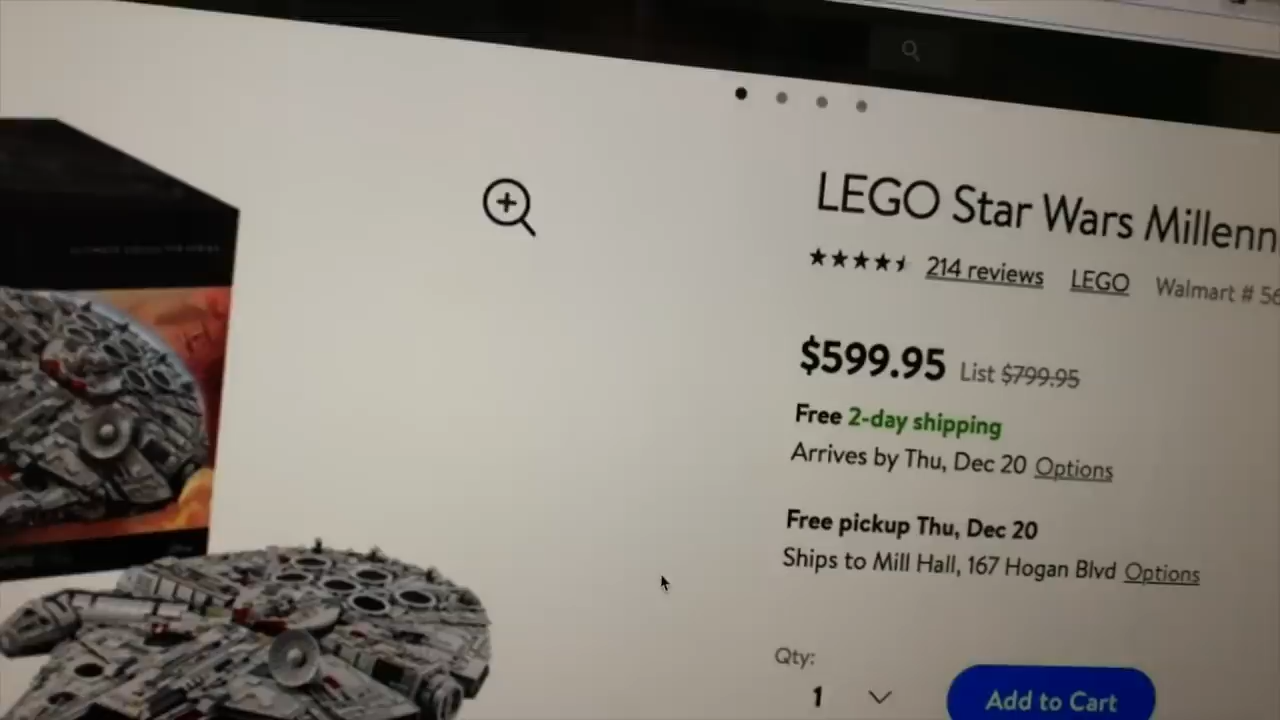 LEGO Star Wars Millenn
214 reviews LEGO Walmart # 56
$599.95 List $799.95
Free 2-day shipping
Arrives by Thu, Dec 20 Options
Free pickup Thu, Dec 20
Ships to Mill Hall, 167 Hogan Blvd Options
Qty:
1
Add to Cart